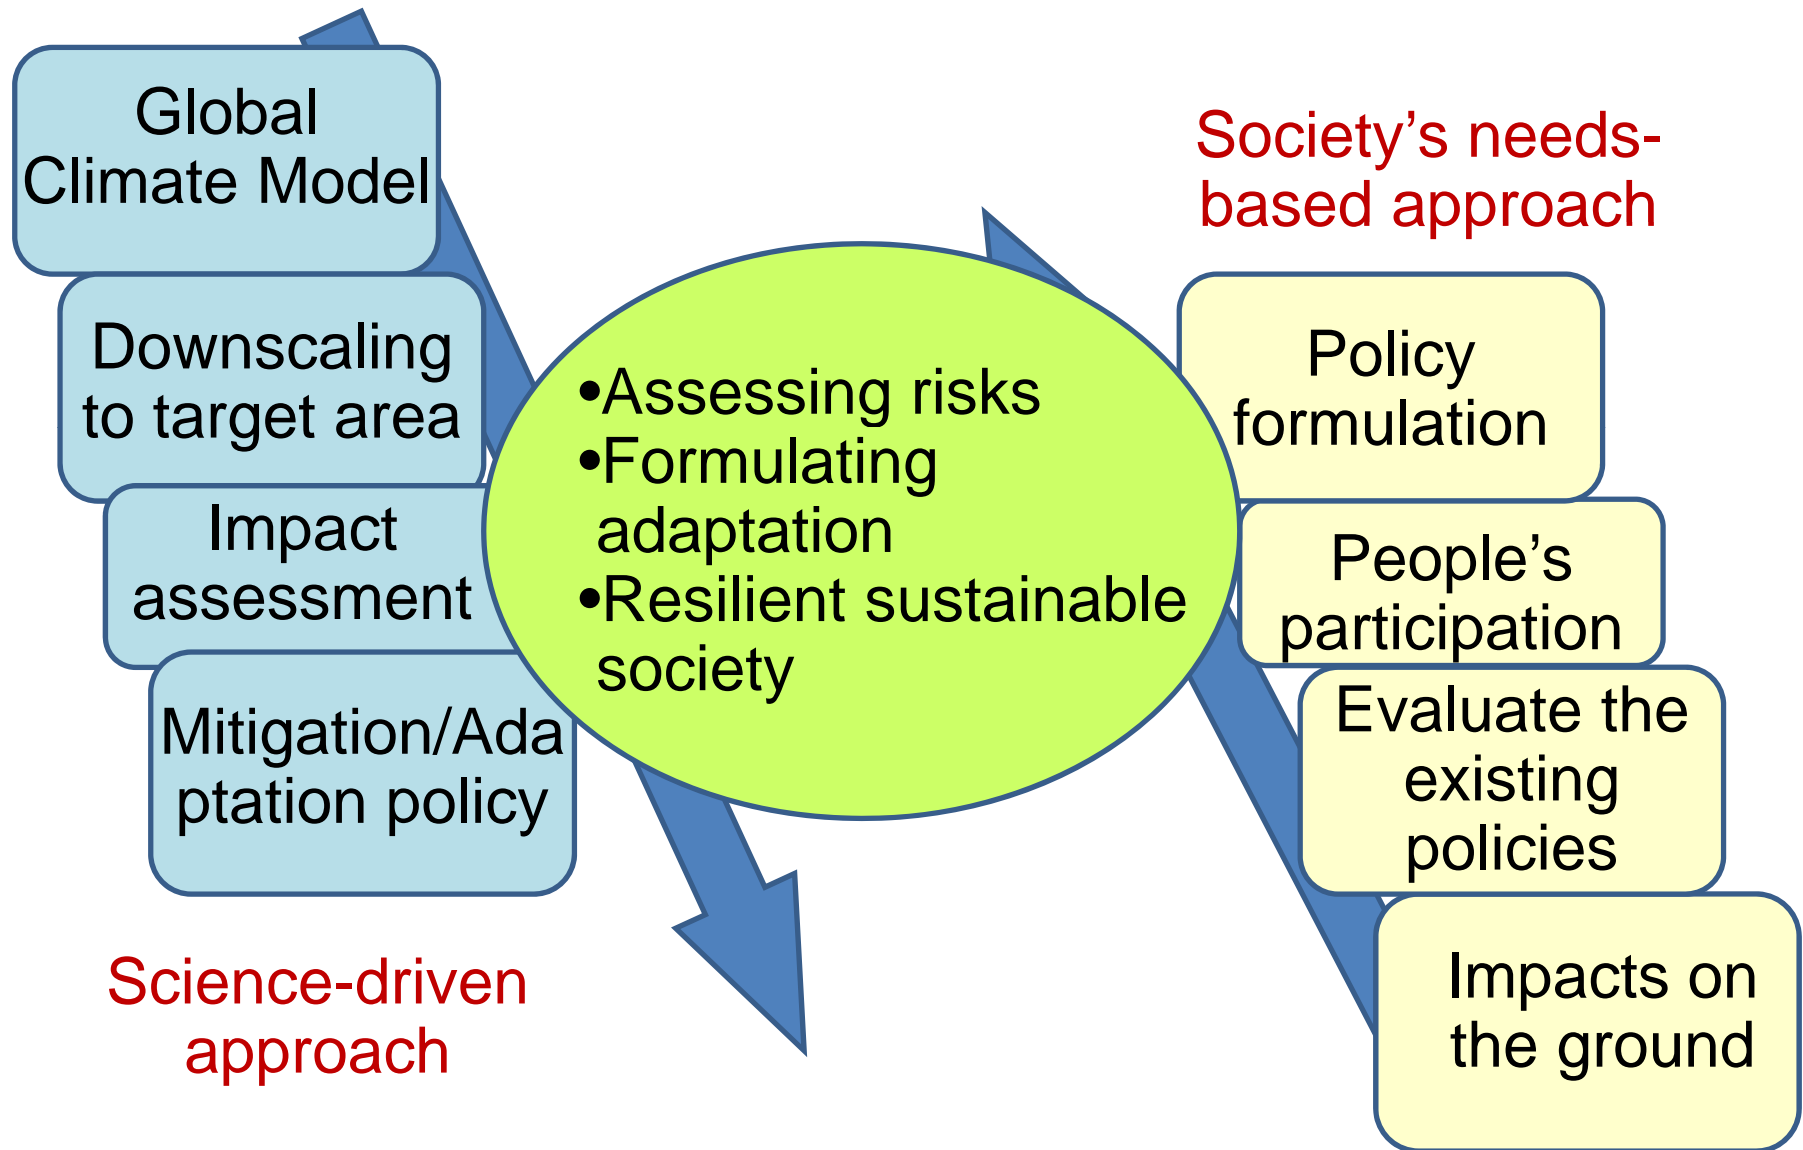 Global
Climate Model
Downscaling
to target area
Impact
assessment
Mitigation/Ada
ptation policy
Science-driven
approach
•Assessing risks
•Formulating
adaptation
•Resilient sustainable
society
Society’s needs-
based approach
Policy
formulation
People’s
participation
Evaluate the
existing
policies
Impacts on
the ground